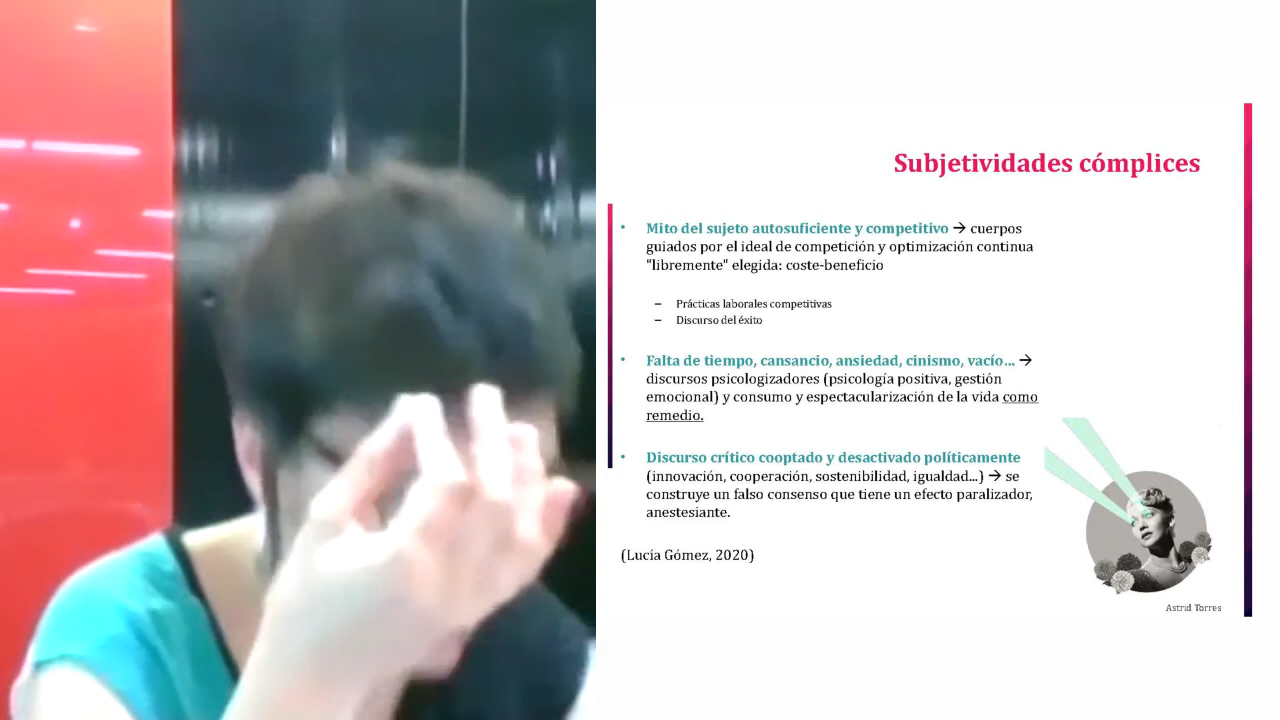 Subjetividades cómplices
• Mito del sujeto autosuficiente y competitivo → cuerpos
guiados por el ideal de competición y optimización continua
"libremente" elegida: coste-beneficio
– Prácticas laborales competitivas
– Discurso del éxito
• Falta de tiempo, cansancio, ansiedad, cinismo, vacío... →
discursos psicologizadores (psicología positiva, gestión
emocional) y consumo y espectacularización de la vida como
remedio.
• Discurso crítico cooptado y desactivado políticamente
(innovación, cooperación, sostenibilidad, igualdad...) → se
construye un falso consenso que tiene un efecto paralizador,
anestesiante.
(Lucía Gómez, 2020)
Astrid Torres